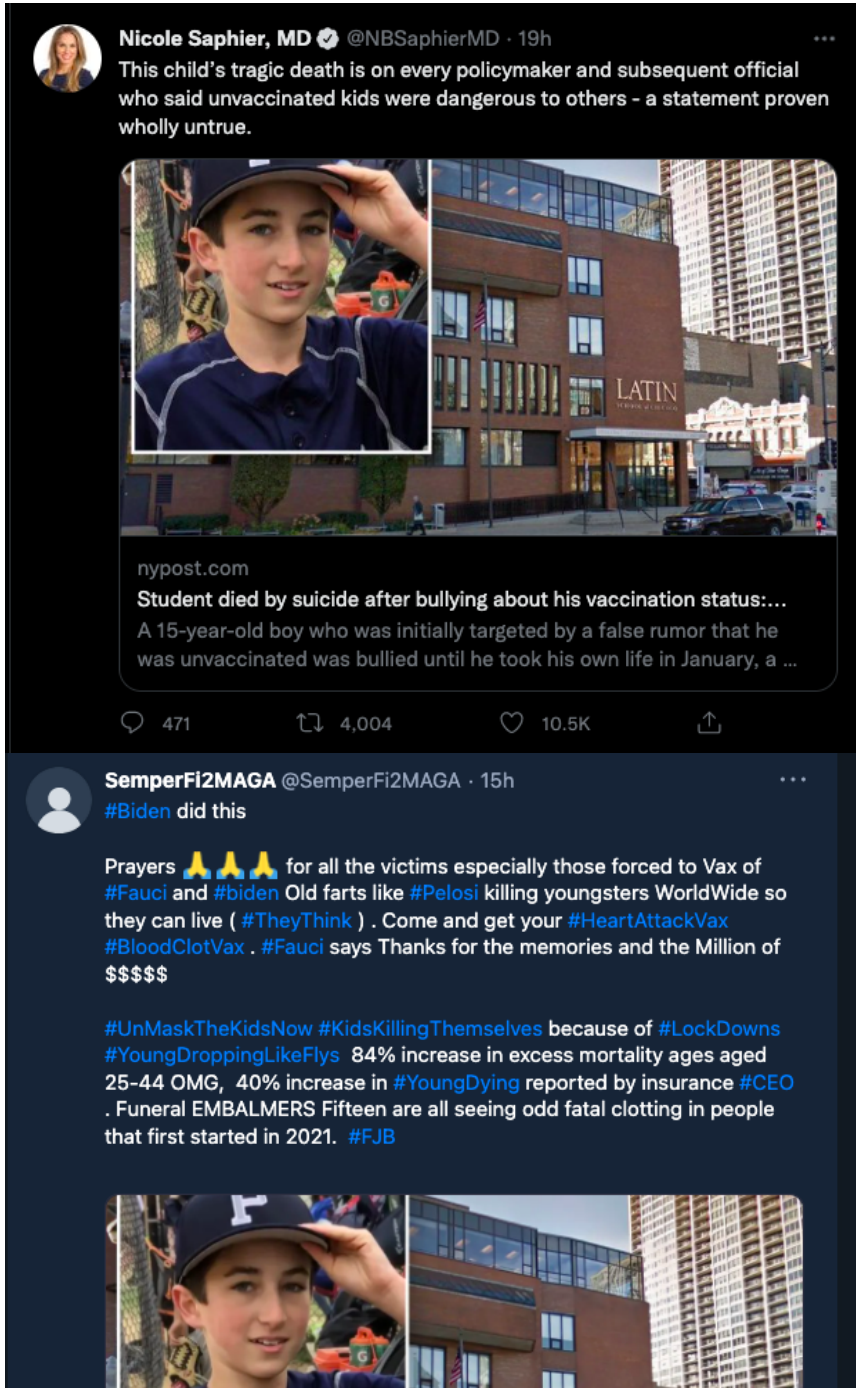 Nicole Saphier, MD @NBSaphierMD · 19h
This child's tragic death is on every policymaker and subsequent official
who said unvaccinated kids were dangerous to others - a statement proven
wholly untrue.
G
LATIN
nypost.com
Student died by suicide after bullying about his vaccination status:...
A 15-year-old boy who was initially targeted by a false rumor that he
was unvaccinated was bullied until he took his own life in January, a ...
471 4,004 10.5K
SemperFi2MAGA @SemperFi2MAGA · 15h
#Biden did this
Prayers 🙏 🙏 🙏 for all the victims especially those forced to Vax of
#Fauci and #biden Old farts like #Pelosi killing youngsters WorldWide so
they can live ( #TheyThink ) . Come and get your #HeartAttackVax
#BloodClotVax . #Fauci says Thanks for the memories and the Million of
$$$$$
#UnMaskTheKidsNow #KidsKillingThemselves because of #LockDowns
#YoungDroppingLikeFlys 84% increase in excess mortality ages aged
25-44 OMG, 40% increase in #YoungDying reported by insurance #CEO
. Funeral EMBALMERS Fifteen are all seeing odd fatal clotting in people
that first started in 2021. #FJB
P
G